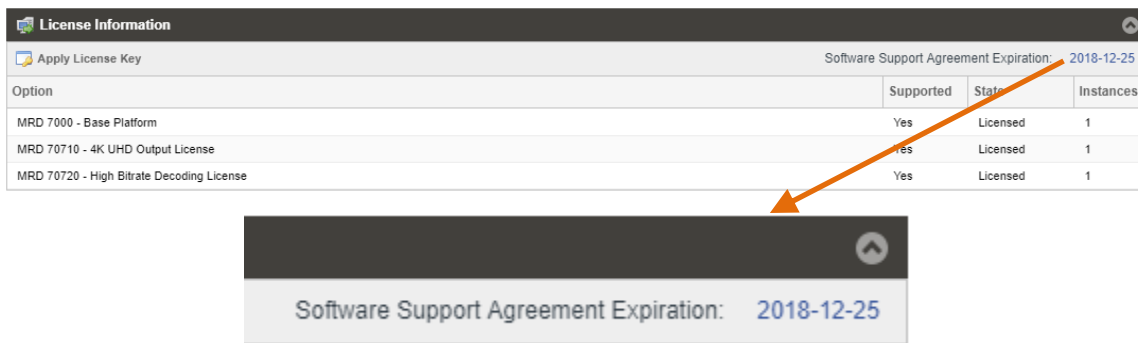 License Information
Apply License Key Software Support Agreement Expiration: 2018-12-25
Option Supported State Instances
MRD 7000 - Base Platform Yes Licensed 1
MRD 70710 - 4K UHD Output License Yes Licensed 1
MRD 70720 - High Bitrate Decoding License Yes Licensed 1
Software Support Agreement Expiration: 2018-12-25